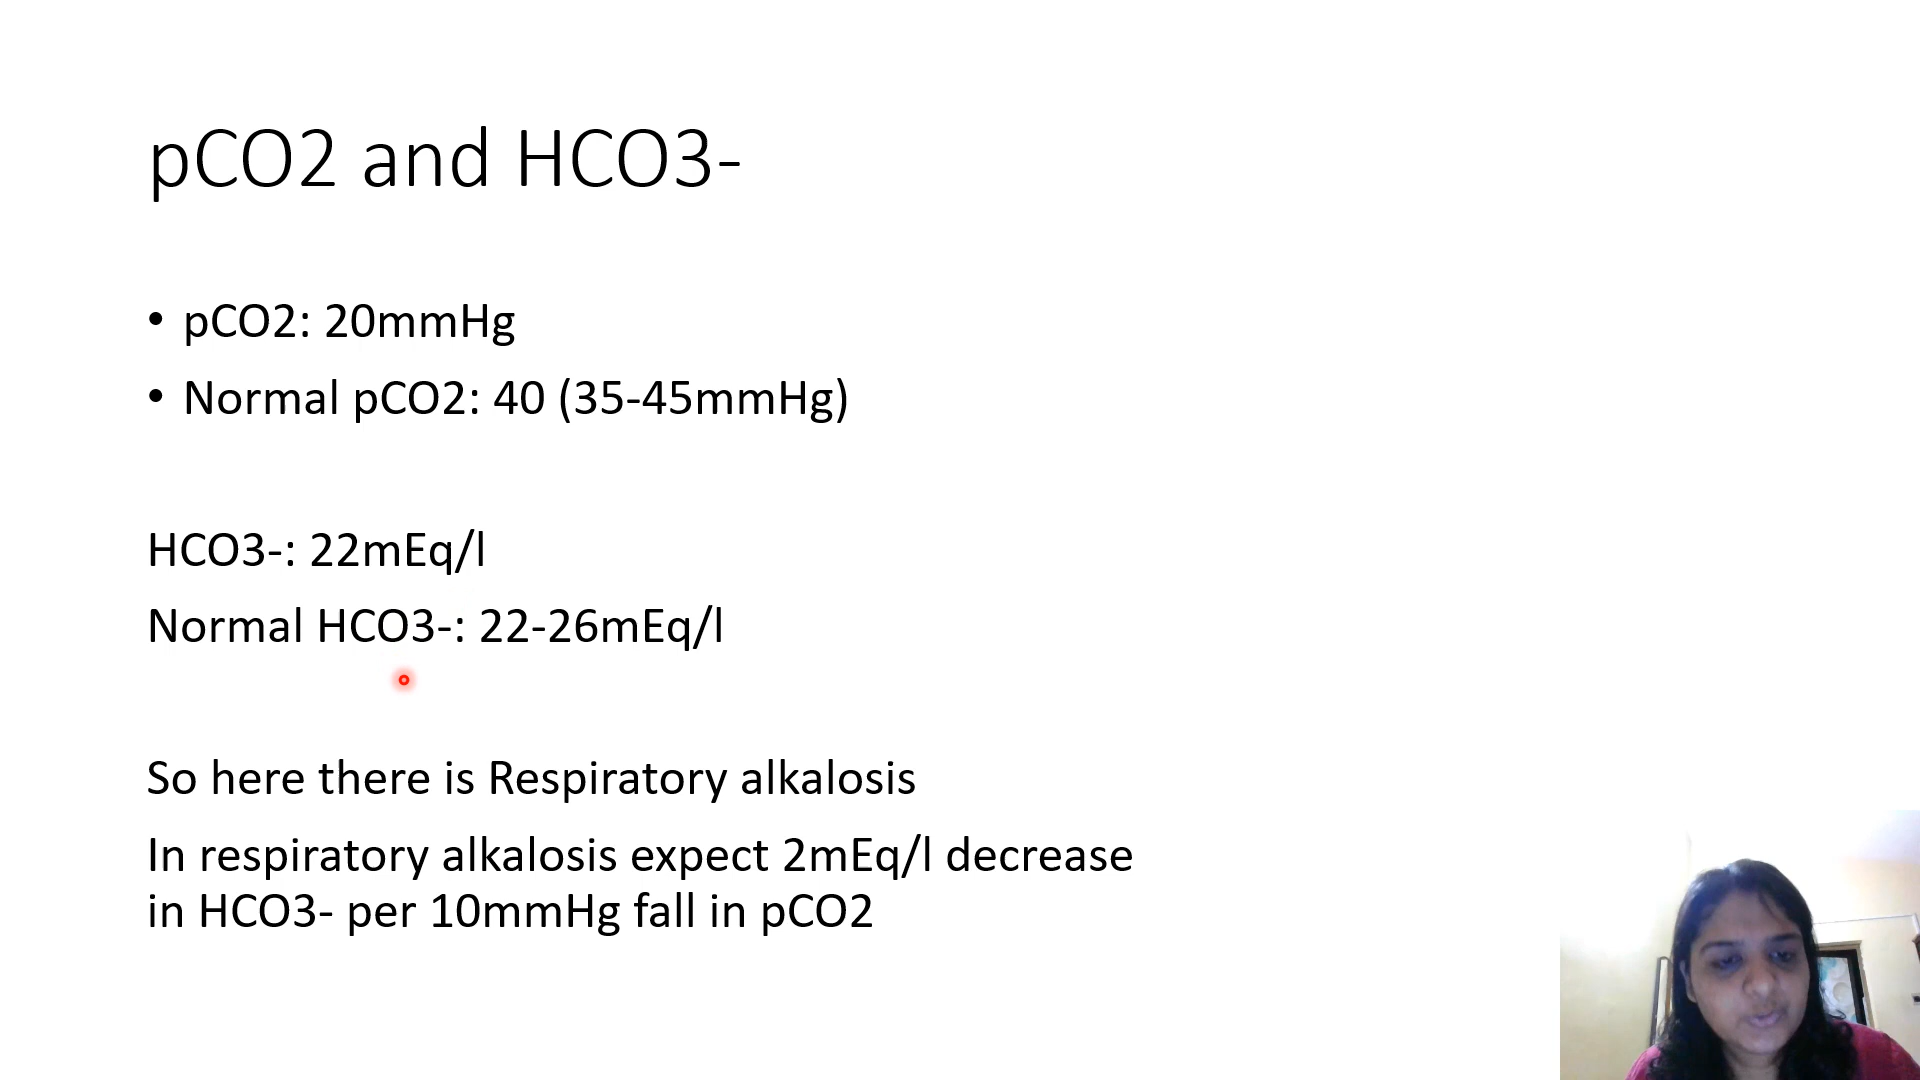 pCO2 and HCO3-
• pCO2: 20mmHg
• Normal pCO2: 40 (35-45mmHg)
HCO3-: 22mEq/l
Normal HCO3-: 22-26mEq/l
So here there is Respiratory alkalosis
In respiratory alkalosis expect 2mEq/l decrease
in HCO3- per 10mmHg fall in pCO2